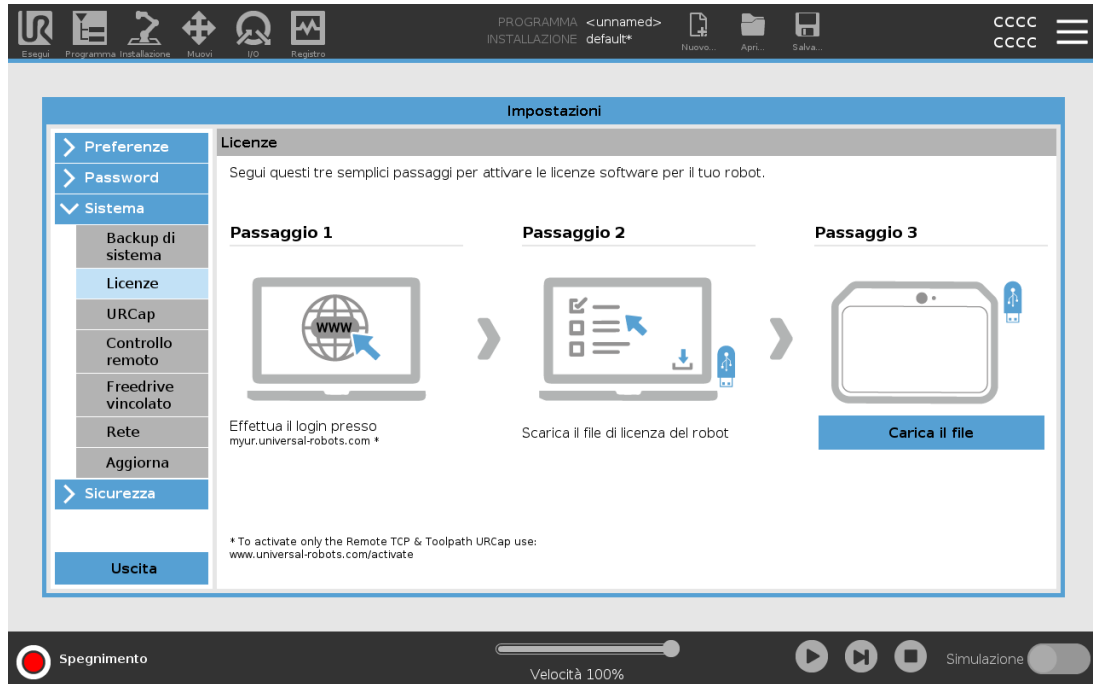 UR
PROGRAMMA <unnamed>
INSTALLAZIONE default*
CCCC
CCCC
Esegui
Programma
Installazione
Muovi
I/O
Registro
Nuovo...
Apri...
Salva...
Impostazioni
Preferenze
Password
Sistema
Backup di
sistema
Licenze
URCap
Controllo
remoto
Freedrive
vincolato
Rete
Aggiorna
Sicurezza
Uscita
Licenze
Segui questi tre semplici passaggi per attivare le licenze software per il tuo robot.
Passaggio 1
www
Effettua il login presso
myur.universal-robots.com *
Passaggio 2
Scarica il file di licenza del robot
Passaggio 3
Carica il file
* To activate only the Remote TCP & Toolpath URCap use:
www.universal-robots.com/activate
Spegnimento
Velocità 100%
Simulazione